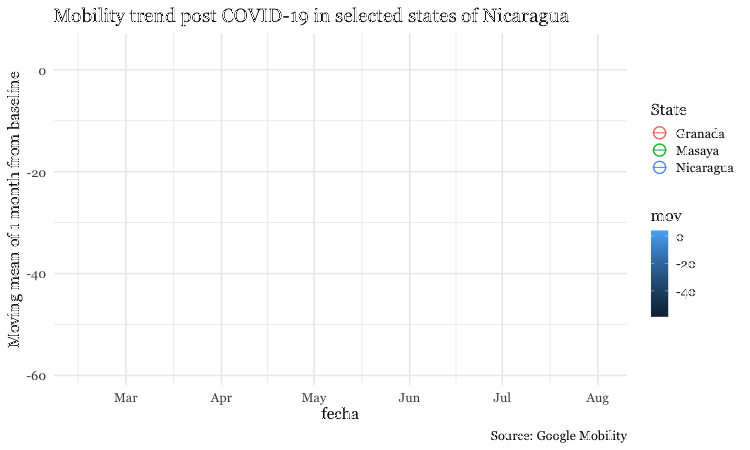 Mobility trend post COVID-19 in selected states of Nicaragua
Moving mean of 1 month from baseline
0
-20
-40
-60
Mar Apr May Jun Jul Aug
fecha
State
Granada
Masaya
Nicaragua
mov
0
-20
-40
Source: Google Mobility